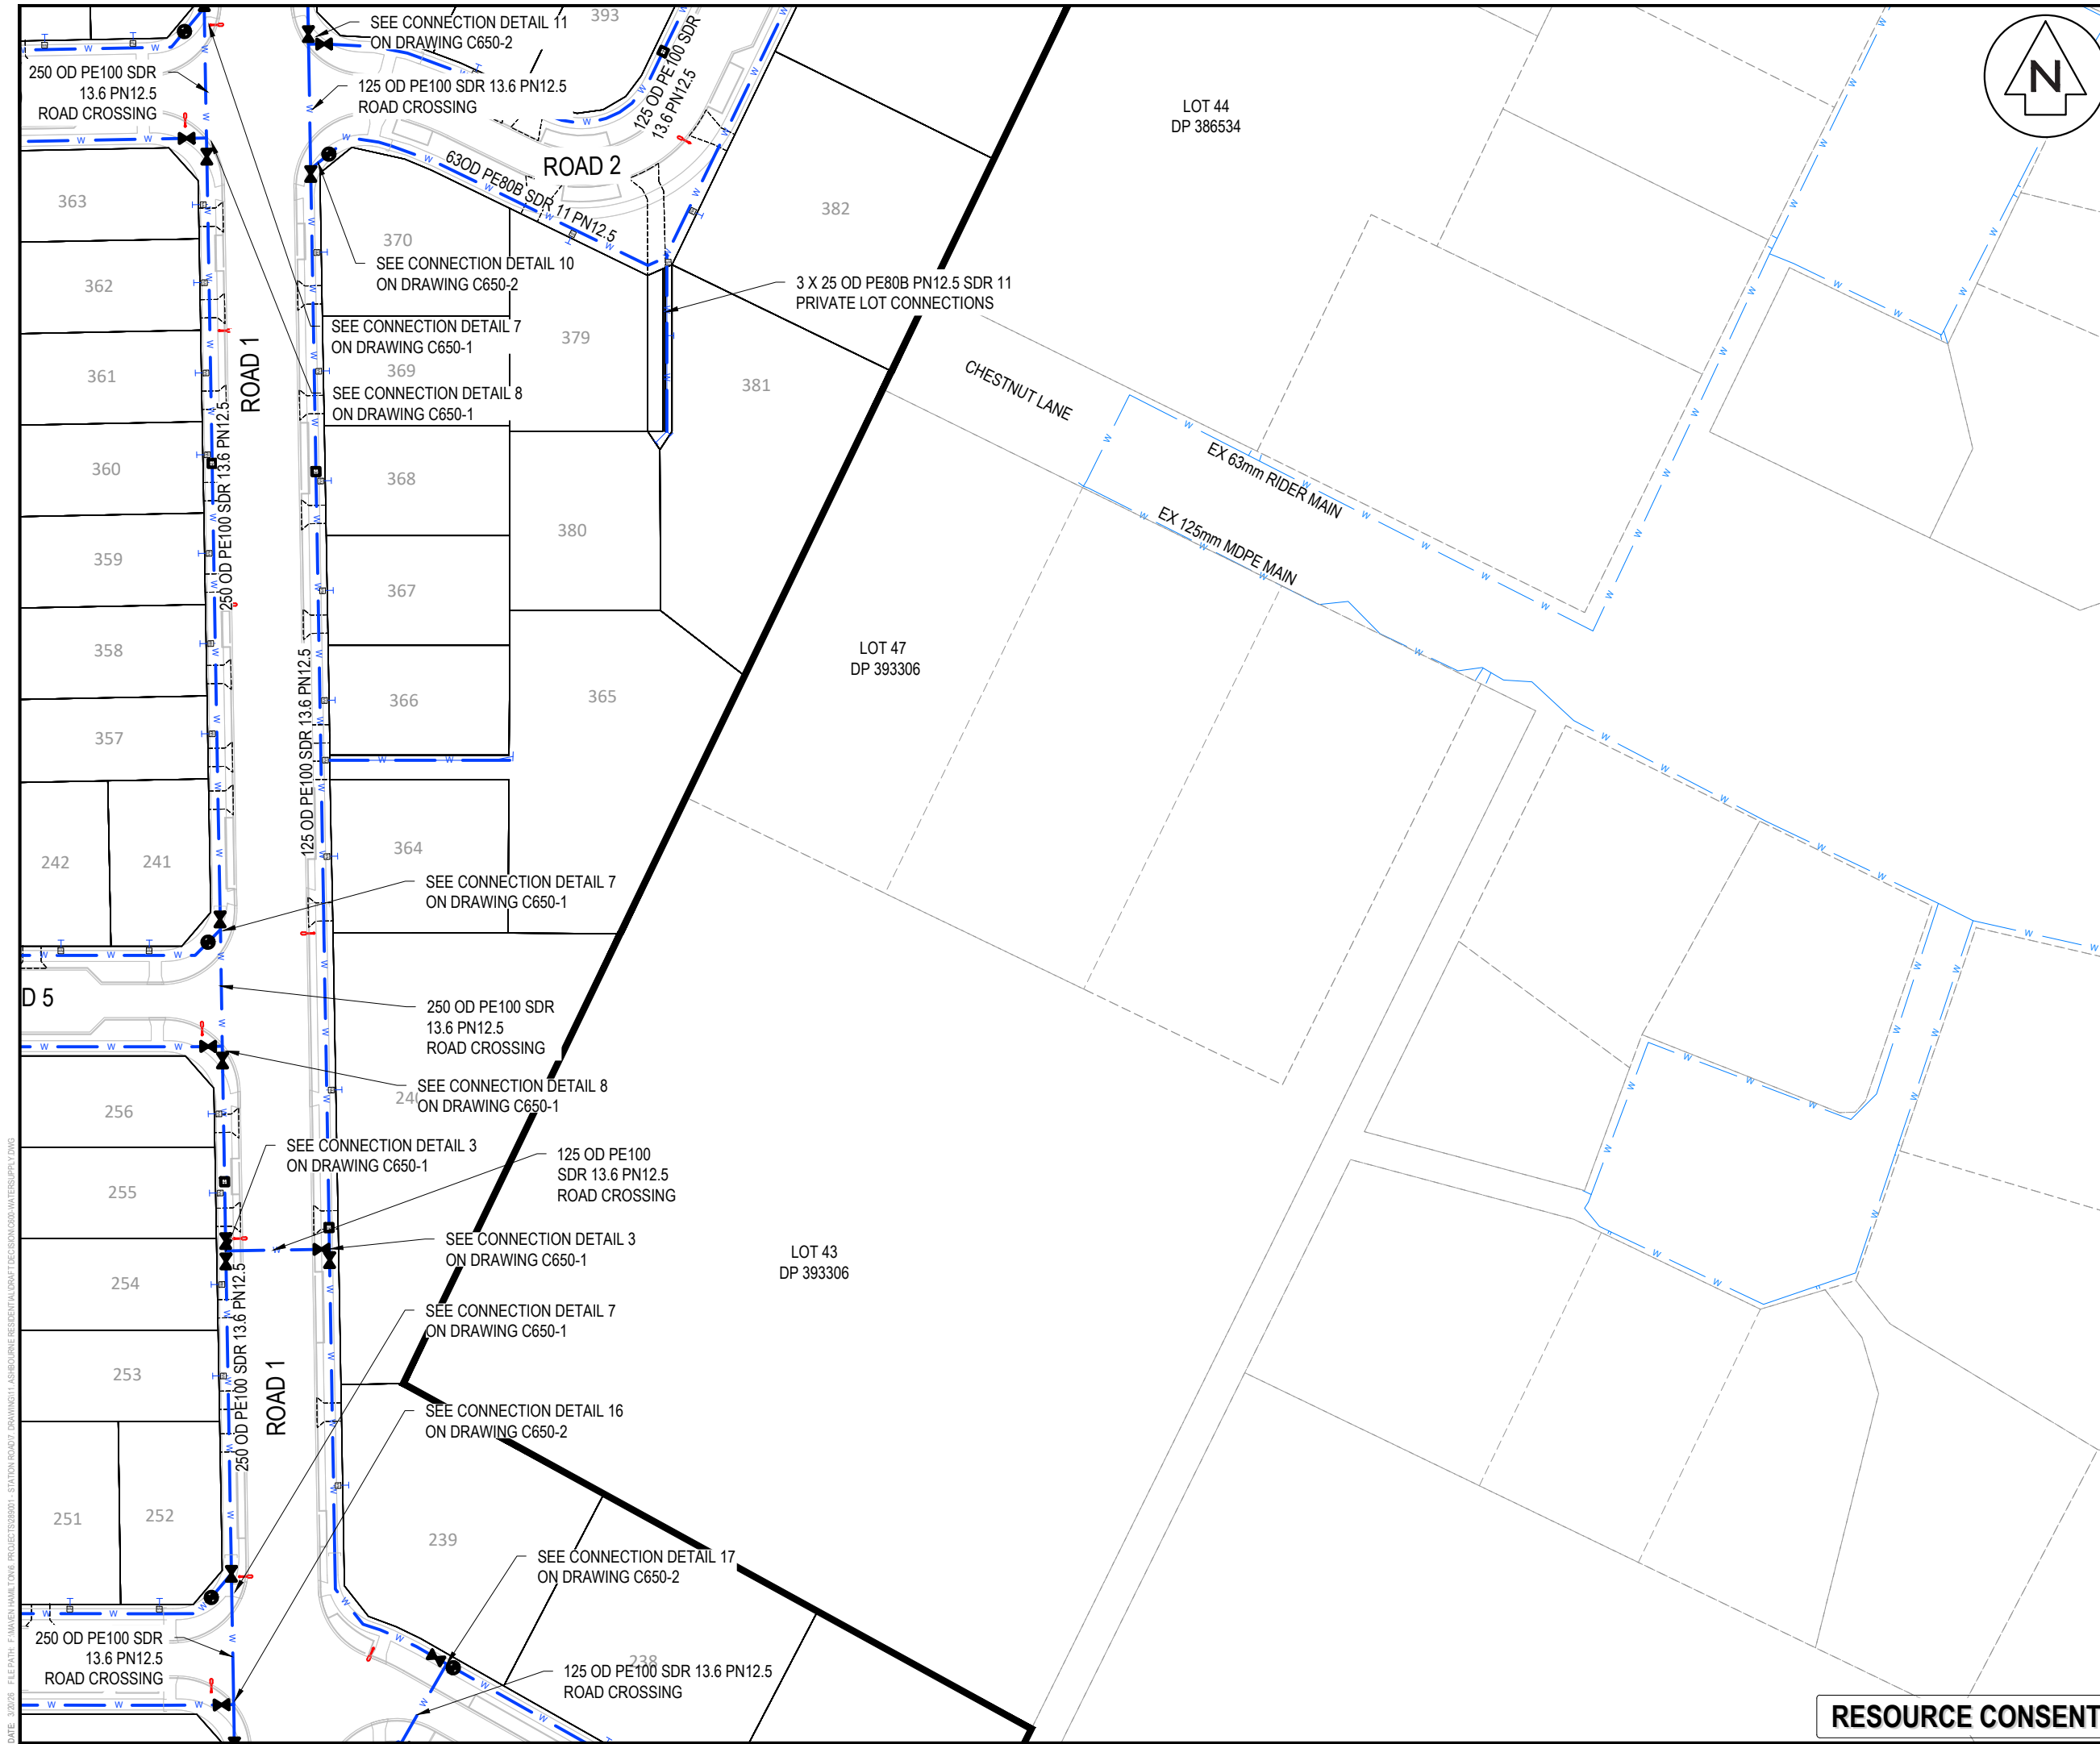 SEE CONNECTION DETAIL 11
ON DRAWING C650-2
393
N
250 OD PE100 SDR
13.6 PN12.5
ROAD CROSSING
125 OD PE100 SDR 13.6 PN12.5
ROAD CROSSING
125 OD PE100 SDR
13.6 PN12.5
LOT 44
DP 386534
ROAD 2
63OD PE80B SDR 11 PN12.5
363
382
370
SEE CONNECTION DETAIL 10
ON DRAWING C650-2
362
3 X 25 OD PE80B PN12.5 SDR 11
PRIVATE LOT CONNECTIONS
SEE CONNECTION DETAIL 7
ON DRAWING C650-1
379
ROAD 1
361
369
381
CHESTNUT LANE
SEE CONNECTION DETAIL 8
ON DRAWING C650-1
250 OD PE100 SDR 13.6 PN12.5
360
368
EX 63mm RIDER MAIN
380
EX 125mm MDPE MAIN
359
367
358
LOT 47
DP 393306
366
365
357
125 OD PE100 SDR 13.6 PN12.5
242
241
364
SEE CONNECTION DETAIL 7
ON DRAWING C650-1
D 5
250 OD PE100 SDR
13.6 PN12.5
ROAD CROSSING
SEE CONNECTION DETAIL 8
240
ON DRAWING C650-1
256
SEE CONNECTION DETAIL 3
ON DRAWING C650-1
125 OD PE100
SDR 13.6 PN12.5
ROAD CROSSING
255
SEE CONNECTION DETAIL 3
ON DRAWING C650-1
LOT 43
DP 393306
254
SEE CONNECTION DETAIL 7
ON DRAWING C650-1
250 OD PE100 SDR 13.6 PN12.5
253
ROAD 1
SEE CONNECTION DETAIL 16
ON DRAWING C650-2
251
252
239
SEE CONNECTION DETAIL 17
ON DRAWING C650-2
250 OD PE100 SDR
13.6 PN12.5
ROAD CROSSING
238
125 OD PE100 SDR 13.6 PN12.5
ROAD CROSSING
RESOURCE CONSENT